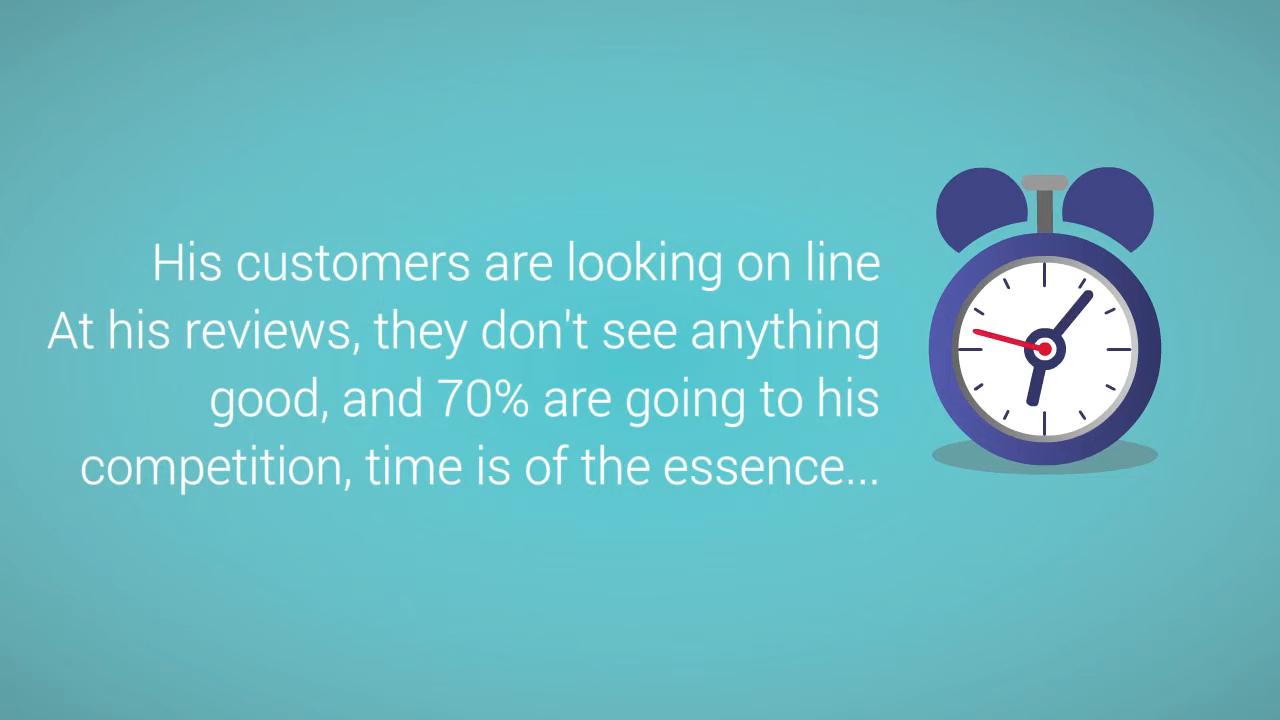 His customers are looking on line
At his reviews, they don't see anything
good, and 70% are going to his
competition, time is of the essence...